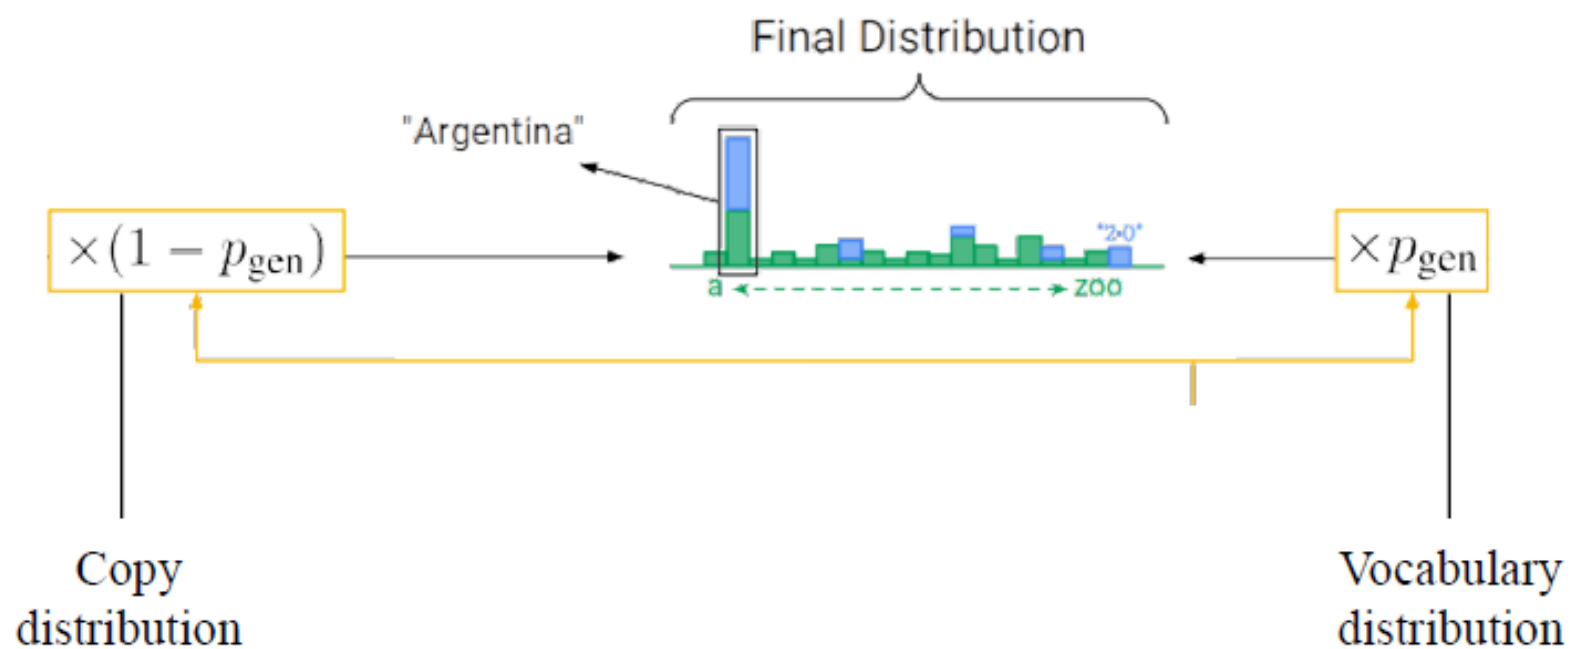 Final Distribution
"Argentina"
"2-0"
×(1 − pgen)
×pgen
a
zoo
Copy
distribution
Vocabulary
distribution